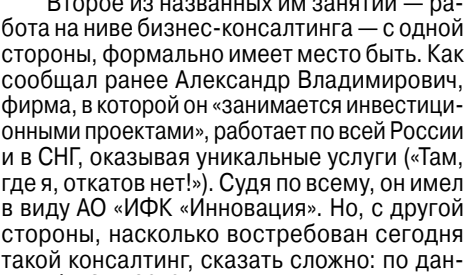 Второе из названных им занятий — ра-
бота на ниве бизнес-консалтинга — с одной
стороны, формально имеет место быть. Как
сообщал ранее Александр Владимирович,
фирма, в которой он «занимается инвестици-
онными проектами», работает по всей России
и в СНГ, оказывая уникальные услуги («Там,
где я, откатов нет!»). Судя по всему, он имел
в виду АО «ИФК «Инновация». Но, с другой
стороны, насколько востребован сегодня
такой консалтинг, сказать сложно: по дан-